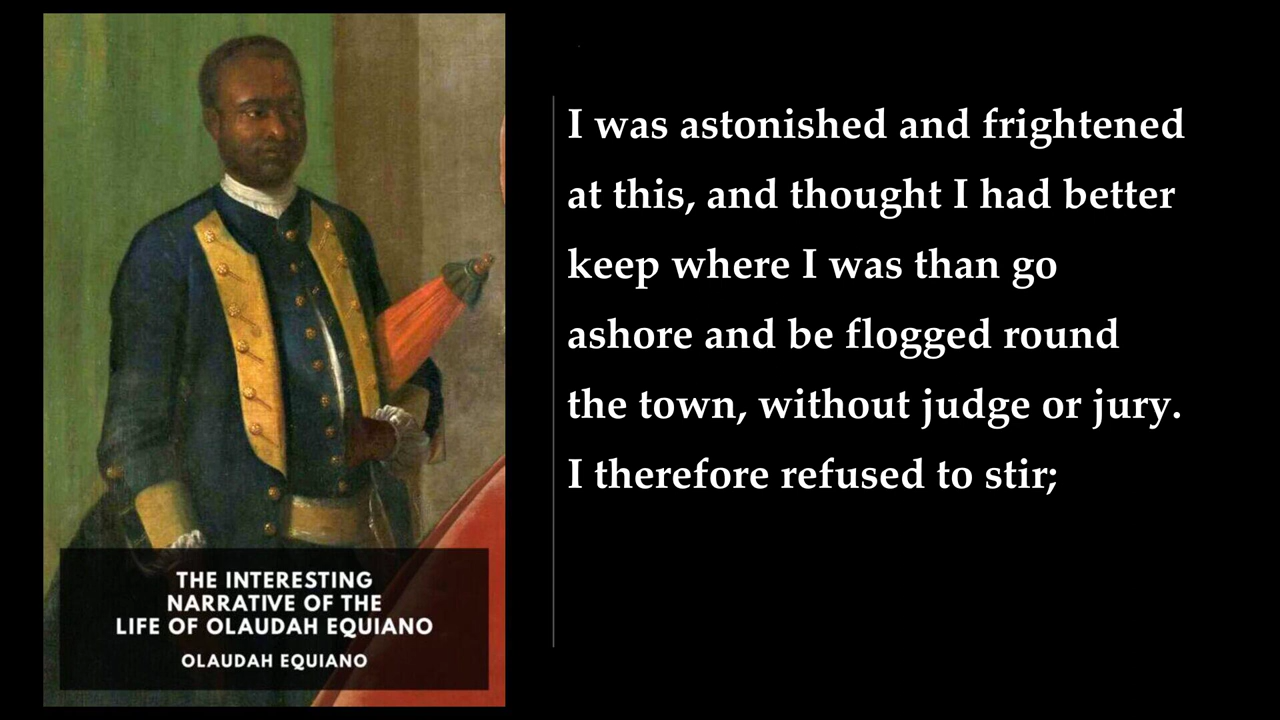 THE INTERESTING
NARRATIVE OF THE
LIFE OF OLAUDAH EQUIANO
OLAUDAH EQUIANO
I was astonished and frightened
at this, and thought I had better
keep where I was than go
ashore and be flogged round
the town, without judge or jury.
I therefore refused to stir;